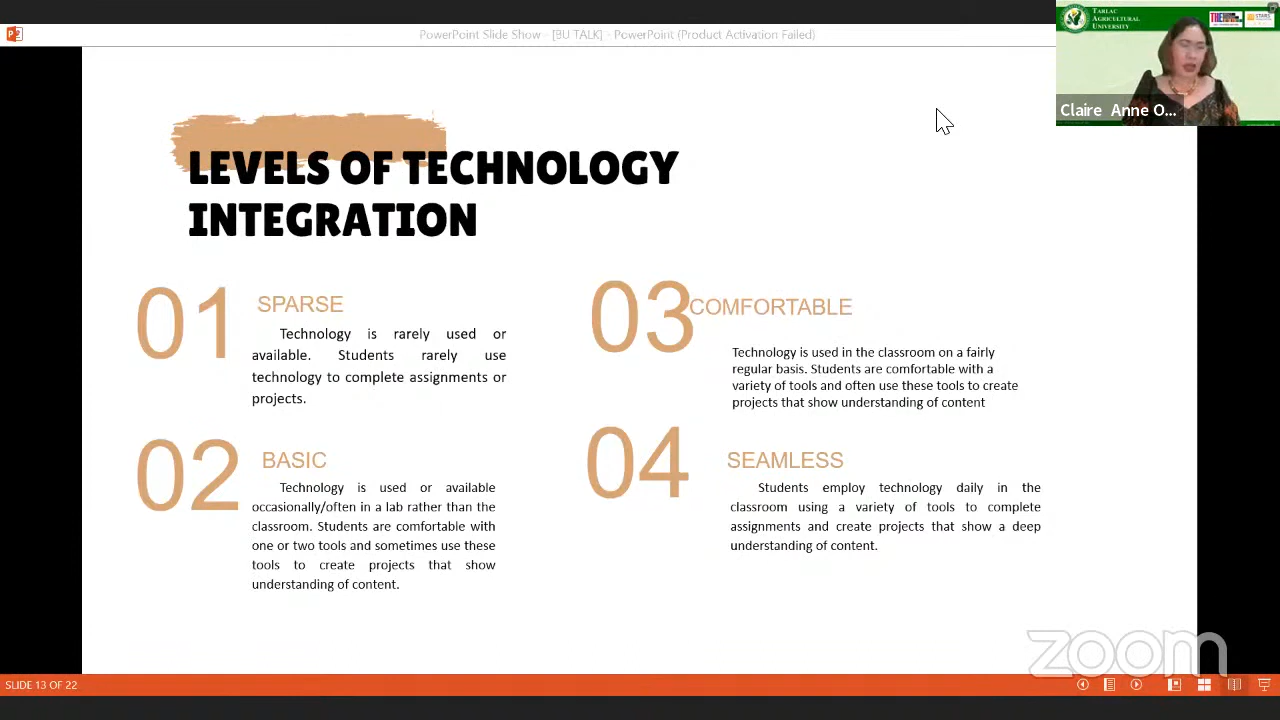 PowerPoint Slide Show - [BU TALK] - PowerPoint (Product Activation Failed)
TARLAC
AGRICULTURAL
UNIVERSITY
THE
STARS
Claire Anne O...
LEVELS OF TECHNOLOGY
INTEGRATION
01
SPARSE
Technology is rarely used or
available. Students rarely use
technology to complete assignments or
projects.
02
BASIC
Technology is used or available
occasionally/often in a lab rather than the
classroom. Students are comfortable with
one or two tools and sometimes use these
tools to create projects that show
understanding of content.
03
COMFORTABLE
Technology is used in the classroom on a fairly
regular basis. Students are comfortable with a
variety of tools and often use these tools to create
projects that show understanding of content
04
SEAMLESS
Students employ technology daily in the
classroom using a variety of tools to complete
assignments and create projects that show a deep
understanding of content.
zoom
SLIDE 13 OF 22